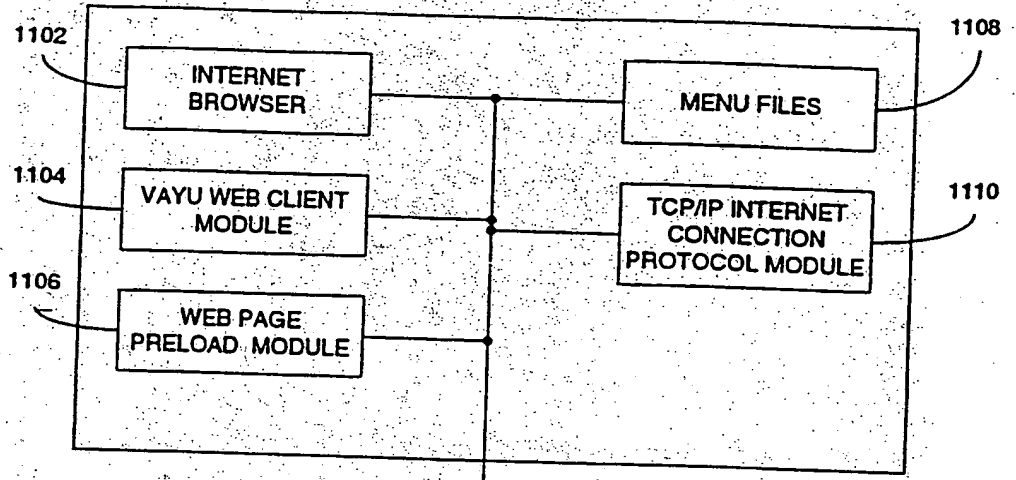 1102
INTERNET
BROWSER
1108
MENU FILES
1104
VAYU WEB CLIENT
MODULE
1110
TCP/IP INTERNET
CONNECTION
PROTOCOL MODULE
1106
WEB PAGE
PRELOAD MODULE